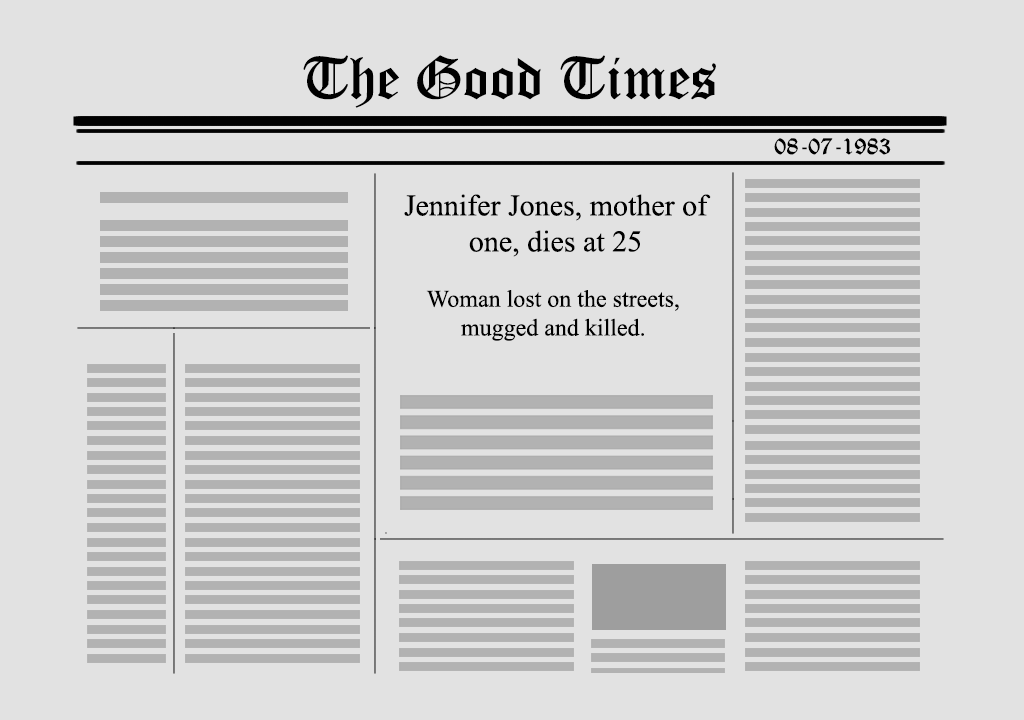 The Good Times
08-07-1983
Jennifer Jones, mother of
one, dies at 25
Woman lost on the streets,
mugged and killed.